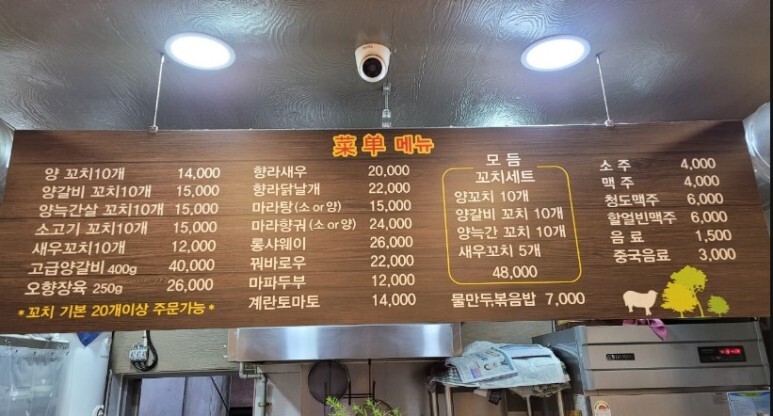 菜单 메뉴
양 꼬치10개 14,000
양갈비 꼬치10개 15,000
양늑간살 꼬치10개 15,000
소고기 꼬치10개 15,000
새우꼬치10개 12,000
고급양갈비 400g 40,000
오향장육 250g 26,000
*꼬치 기본 20개이상 주문가능*
향라새우 20,000
향라닭날개 22,000
마라탕(소or양) 15,000
마라향궈(소or양) 24,000
롱샤웨이 26,000
꿔바로우 22,000
마파두부 12,000
계란토마토 14,000
모 듬
꼬치세트
양꼬치 10개
양갈비 꼬치 10개
양늑간 꼬치 10개
새우꼬치 5개
48,000
물만두,볶음밥 7,000
소 주 4,000
맥 주 4,000
청도맥주 6,000
할얼빈맥주 6,000
음 료 1,500
중국음료 3,000